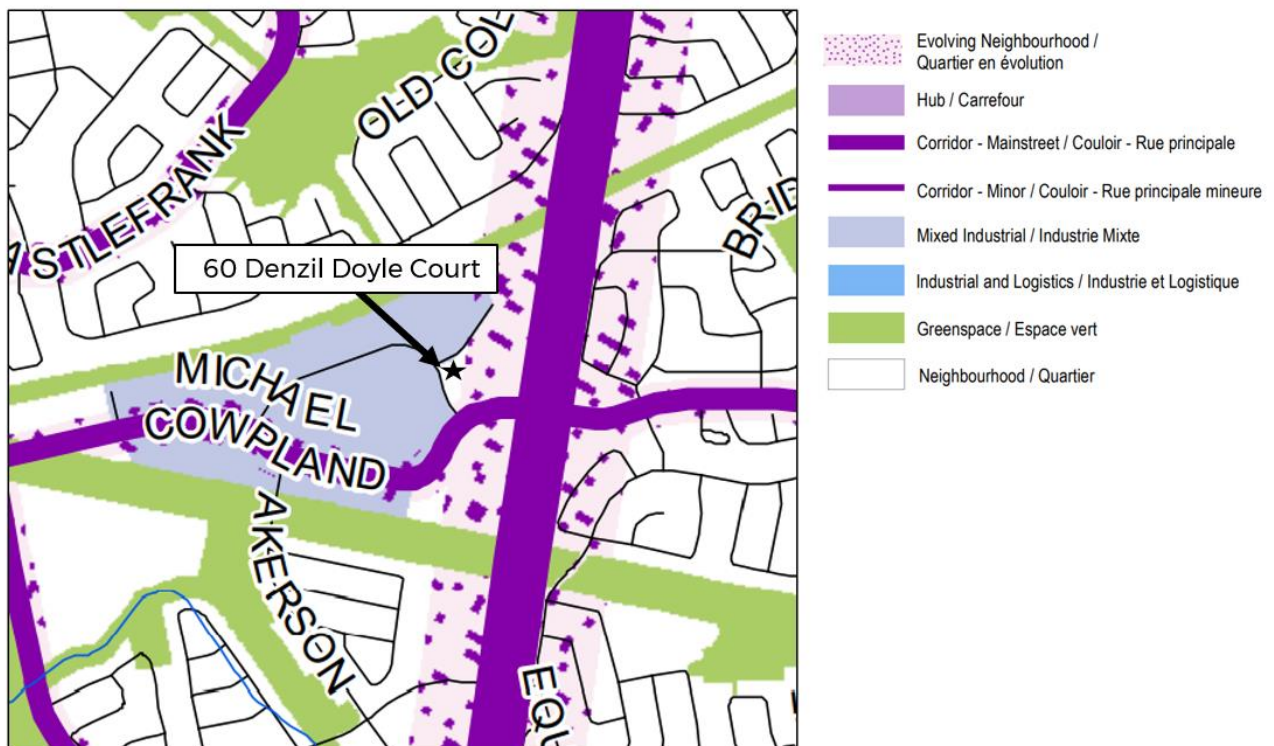 OLD COL
ASTLEFRANK
BRID
60 Denzil Doyle Court
MICHAEL
COWPLAND
AKERSON
EQU
Evolving Neighbourhood /
Quartier en évolution
Hub / Carrefour
Corridor - Mainstreet / Couloir - Rue principale
Corridor - Minor / Couloir - Rue principale mineure
Mixed Industrial / Industrie Mixte
Industrial and Logistics / Industrie et Logistique
Greenspace / Espace vert
Neighbourhood / Quartier